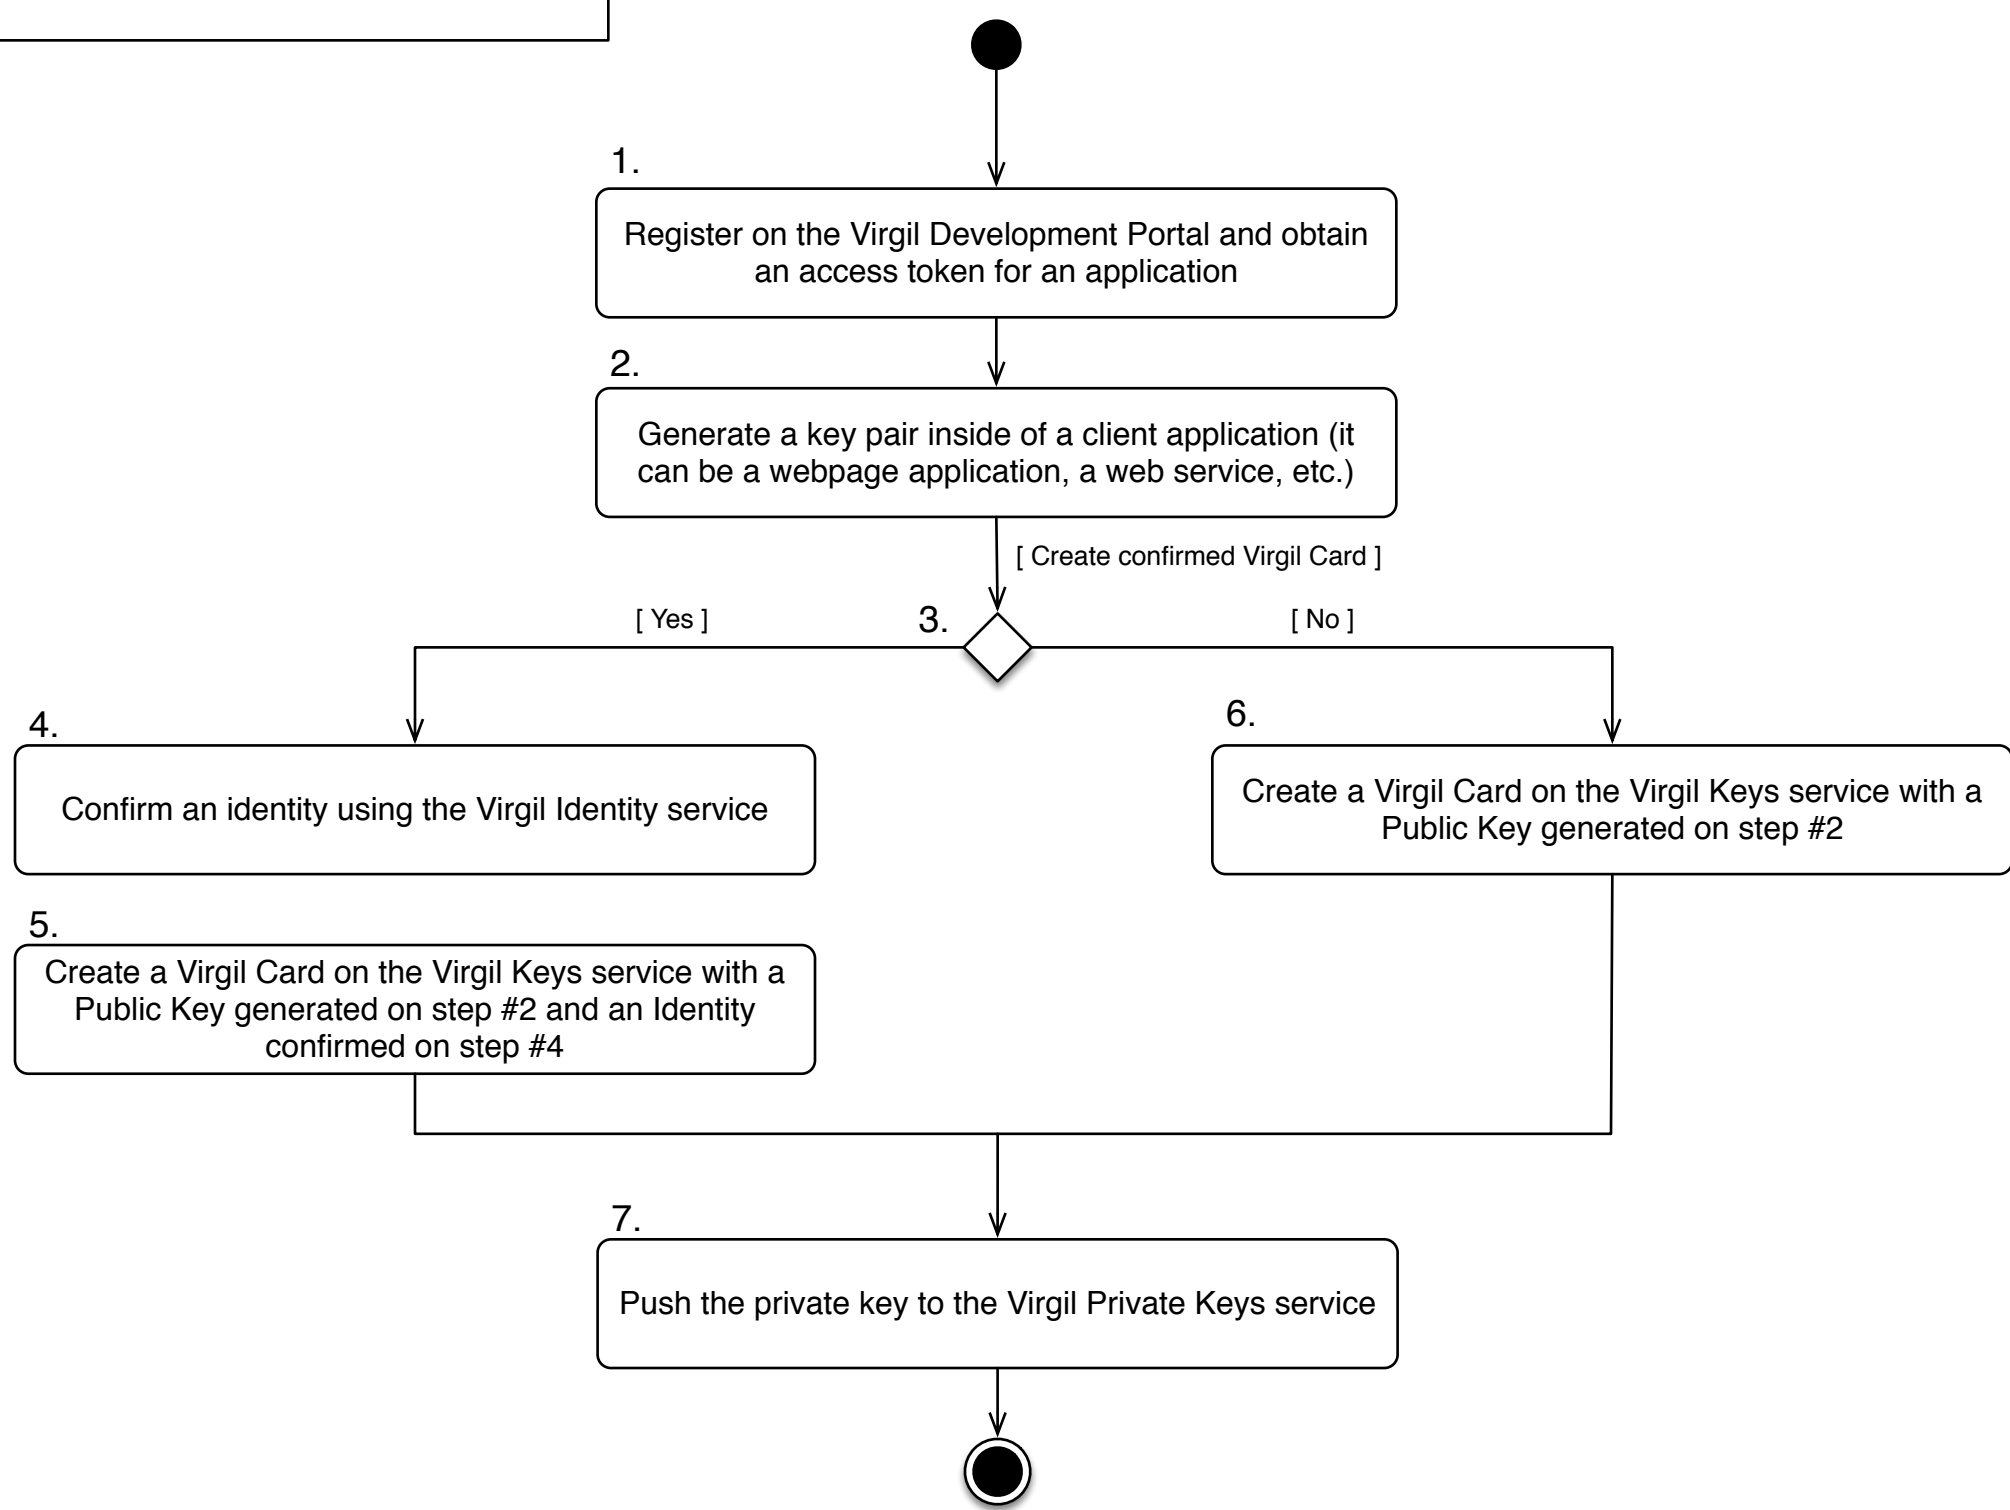 1.
Register on the Virgil Development Portal and obtain
an access token for an application
2.
Generate a key pair inside of a client application (it
can be a webpage application, a web service, etc.)
[ Create confirmed Virgil Card ]
3.
[ Yes ]
[ No ]
4.
Confirm an identity using the Virgil Identity service
5.
Create a Virgil Card on the Virgil Keys service with a
Public Key generated on step #2 and an Identity
confirmed on step #4
6.
Create a Virgil Card on the Virgil Keys service with a
Public Key generated on step #2
7.
Push the private key to the Virgil Private Keys service